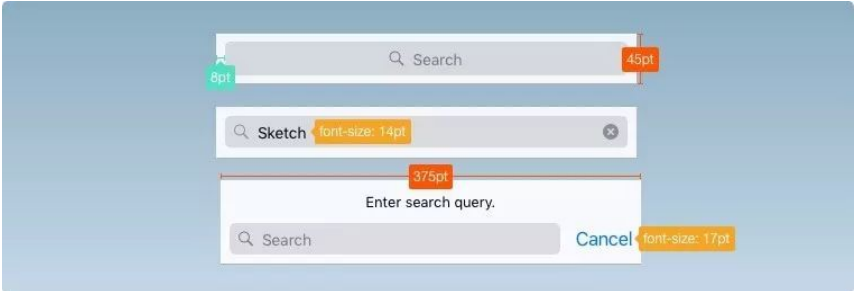 Search
45pt
8pt
Sketch
font-size: 14pt
375pt
Enter search query.
Search
Cancel
font-size: 17pt